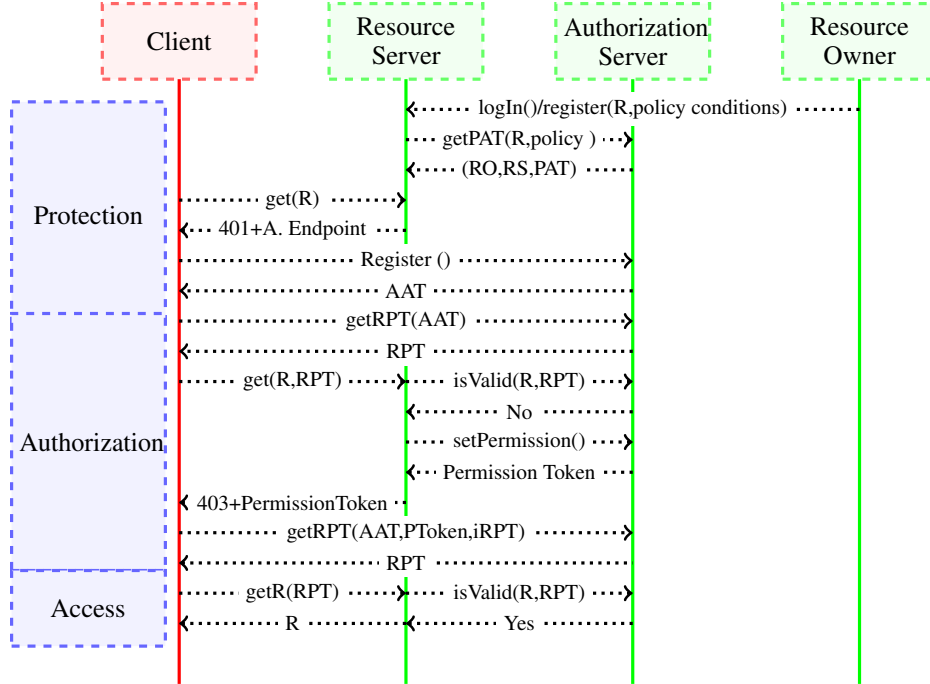 Client
Resource
Server
Authorization
Server
Resource
Owner
logIn()/register(R,policy conditions)
getPAT(R,policy )
(RO,RS,PAT)
get(R)
Protection
401+A. Endpoint
Register ()
AAT
getRPT(AAT)
RPT
get(R,RPT)
isValid(R,RPT)
No
Authorization
setPermission()
Permission Token
403+PermissionToken
getRPT(AAT,PToken,iRPT)
RPT
getR(RPT)
isValid(R,RPT)
Access
R
Yes